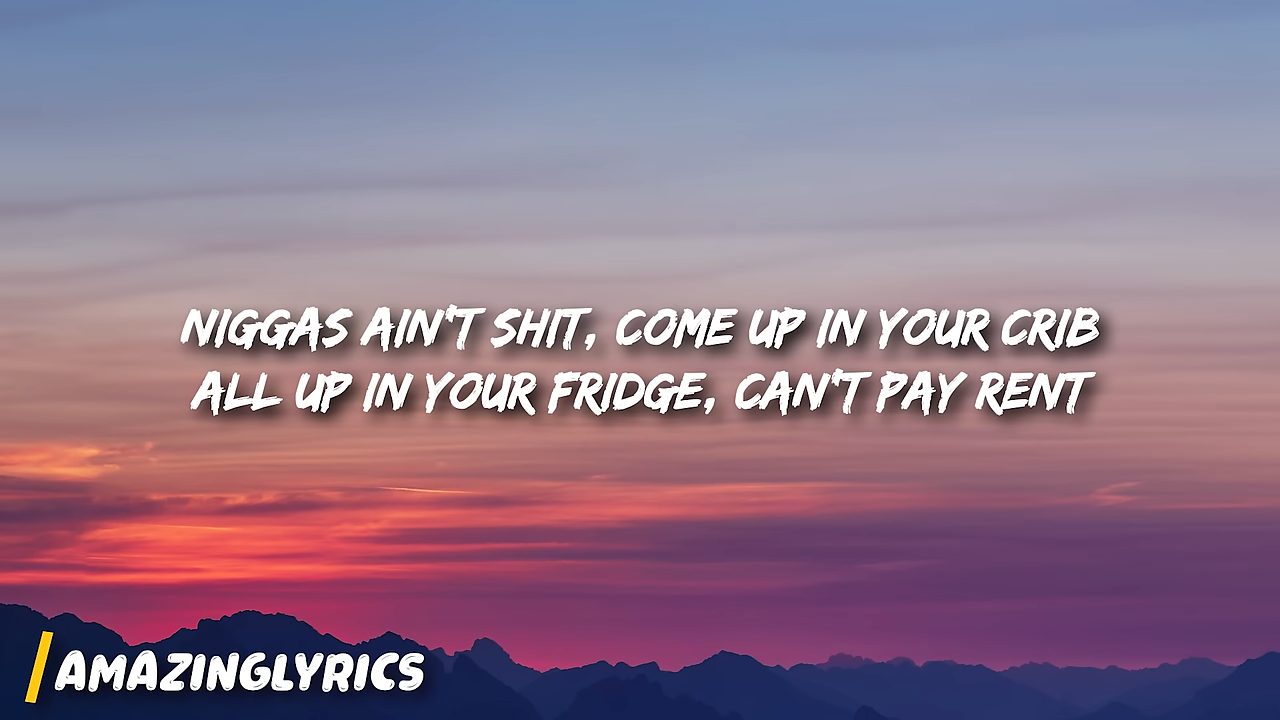 NIGGAS AIN'T SHIT, COME UP IN YOUR CRIB
ALL UP IN YOUR FRIDGE, CAN'T PAY RENT
AMAZINGLYRICS